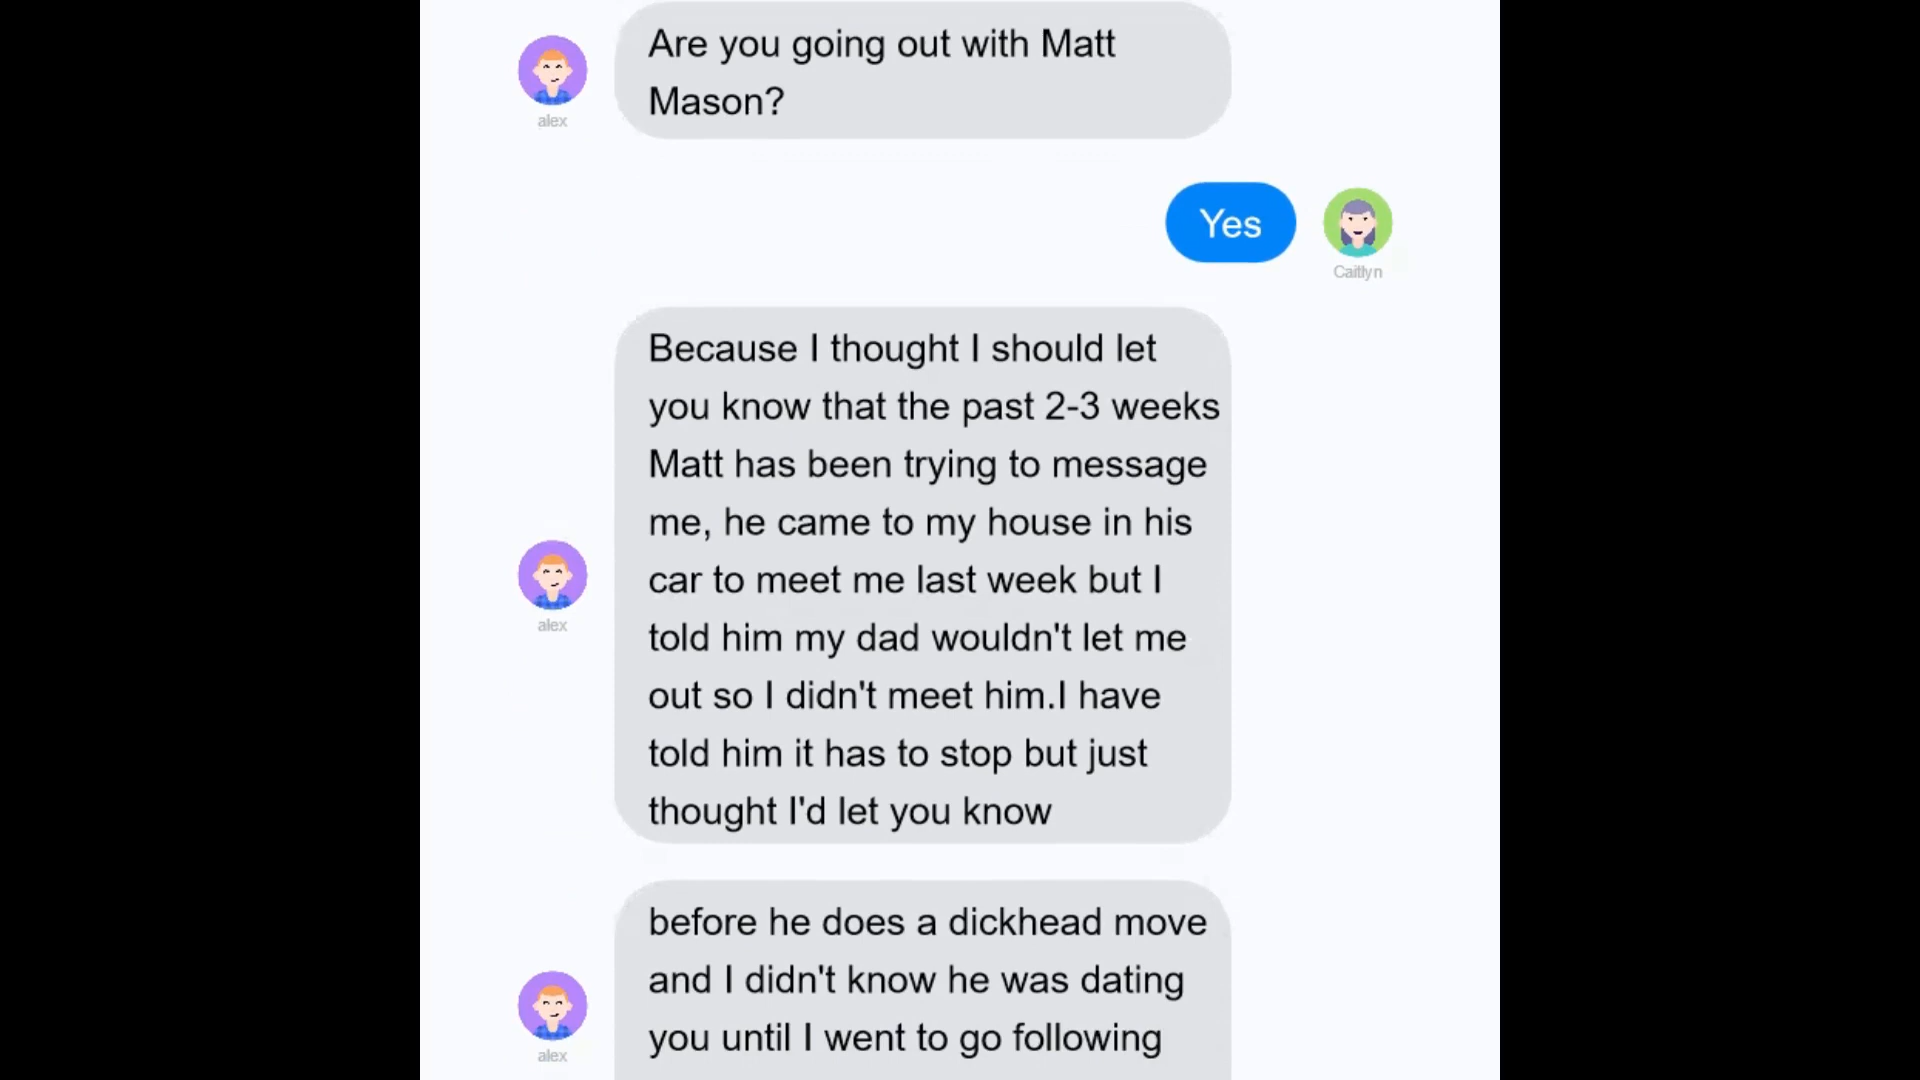 Are you going out with Matt
Mason?
alex
Yes
Caitlyn
Because I thought I should let
you know that the past 2-3 weeks
Matt has been trying to message
me, he came to my house in his
car to meet me last week but I
told him my dad wouldn't let me
out so I didn't meet him.I have
told him it has to stop but just
thought I'd let you know
alex
before he does a dickhead move
and I didn't know he was dating
you until I went to go following
alex